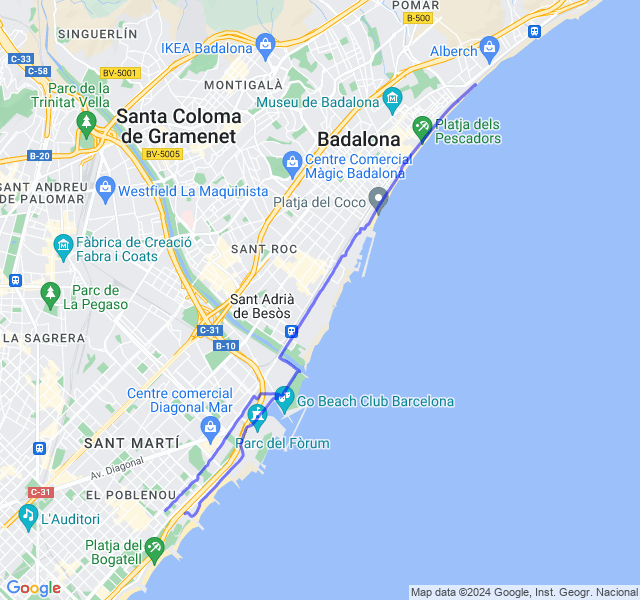 POMAR
B-500
SINGUERLÍN
IKEA Badalona
Alberch
C-33
C-58
BV-5001
MONTIGALÀ
Parc de la
Trinitat Vella
Museu de Badalona
Santa Coloma
de Gramenet
Platja dels
Pescadors
Badalona
B-20
BV-5005
Centre Comercial
Màgic Badalona
SANT ANDREU
DE PALOMAR
Westfield La Maquinista
Platja del Coco
Fàbrica de Creació
Fabra i Coats
SANT ROC
Parc de
La Pegaso
Sant Adrià
de Besòs
C-31
LA SAGRERA
B-10
Centre comercial
Diagonal Mar
Go Beach Club Barcelona
SANT MARTÍ
Parc del Fòrum
Av. Diagonal
C-31
EL POBLENOU
L'Auditori
Platja del
Bogatell
Google
Map data ©2024 Google, Inst. Geogr. Nacional